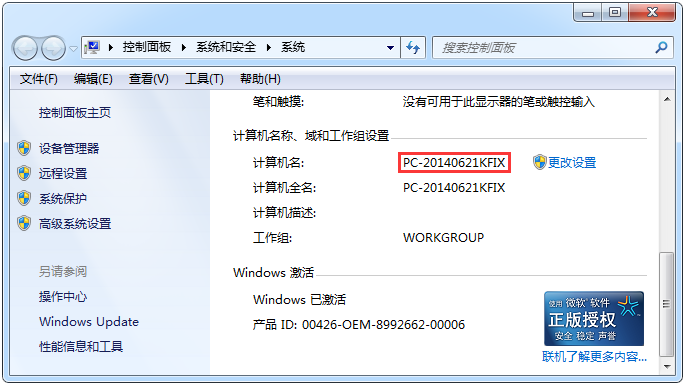 控制面板 系统和安全 系统 搜索控制面板
文件(F) 编辑(E) 查看(V) 工具(T) 帮助(H)
控制面板主页
设备管理器
远程设置
系统保护
高级系统设置
另请参阅
操作中心
Windows Update
性能信息和工具
笔和触摸: 没有可用于此显示器的笔或触控输入
计算机名称、域和工作组设置
计算机名: PC-20140621KFIX 更改设置
计算机全名: PC-20140621KFIX
计算机描述:
工作组: WORKGROUP
Windows 激活
Windows 已激活
产品 ID: 00426-OEM-8992662-00006
使用 微软 软件
正版授权
安全 稳定 声誉
联机了解更多内容...